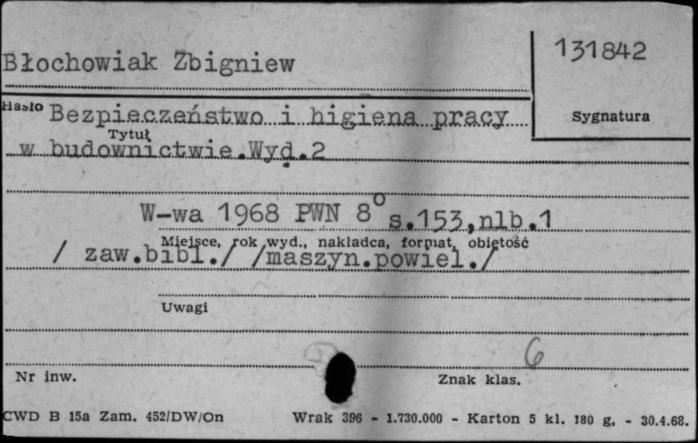 131842
Błochowiak Zbigniew
Hasło
Sygnatura
Bezpieczeństwo i higiena pracy
Tytuł
w budownictwie.Wyd.2
W-wa 1968 PWN 8° s.153,nlb.1
Miejsce, rok wyd., nakładca, format, objętość
/ zaw.bibl./ /maszyn.powiel./
Uwagi
6
Nr inw.
Znak klas.
CWD B 15a Zam. 452/DW/On Wrak 396 - 1.730.000 - Karton 5 kl. 180 g. - 30.4.68.